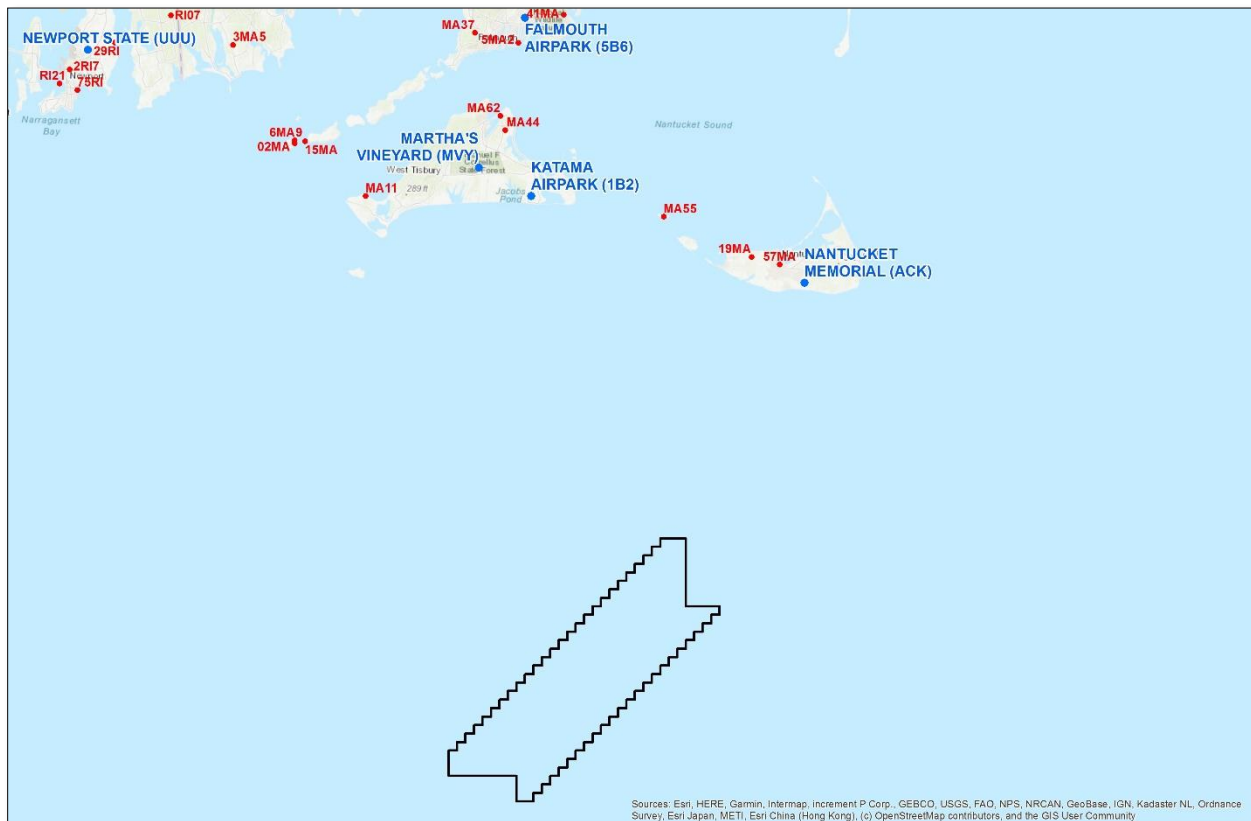 RI07
NEWPORT STATE (UUU)
29RI
3MA5
2RI7
RI21
Newport
75RI
Narragansett
Bay
MA37
5MA2
41MA
FALMOUTH
AIRPARK (5B6)
MA62
MA44
Nantucket Sound
6MA9
02MA
15MA
MARTHA'S
VINEYARD (MVY)
West Tisbury
State Forest
KATAMA
AIRPARK (1B2)
MA11
289 ft
Jacobs
Pond
MA55
19MA
57MA
NANTUCKET
MEMORIAL (ACK)
Sources: Esri, HERE, Garmin, Intermap, increment P Corp., GEBCO, USGS, FAO, NPS, NRCAN, GeoBase, IGN, Kadaster NL, Ordnance
Survey, Esri Japan, METI, Esri China (Hong Kong), (c) OpenStreetMap contributors, and the GIS User Community